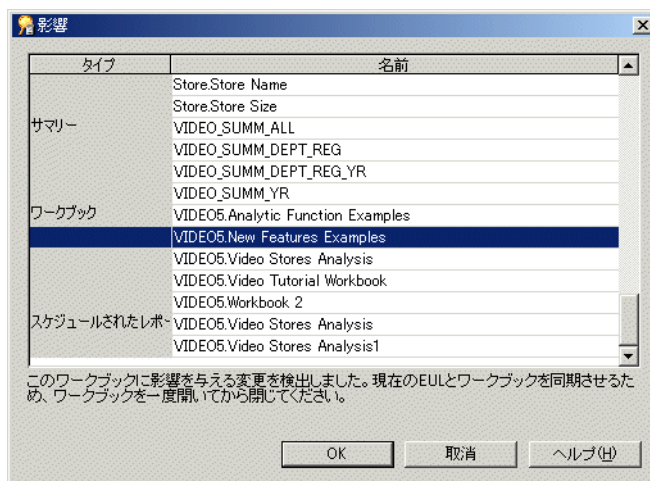 影響
タイプ 名前
Store.Store Name
Store.Store Size
サマリー VIDEO_SUMM_ALL
VIDEO_SUMM_DEPT_REG
VIDEO_SUMM_DEPT_REG_YR
VIDEO_SUMM_YR
ワークブック VIDEO5.Analytic Function Examples
VIDEO5.New Features Examples
VIDEO5.Video Stores Analysis
VIDEO5.Video Tutorial Workbook
VIDEO5.Workbook 2
スケジュールされたレポ VIDEO5.Video Stores Analysis
VIDEO5.Video Stores Analysis1
このワークブックに影響を与える変更を検出しました。現在のEULとワークブックを同期させるた
め、ワークブックを一度開いてから閉じてください。
OK 取消 ヘルプ(H)